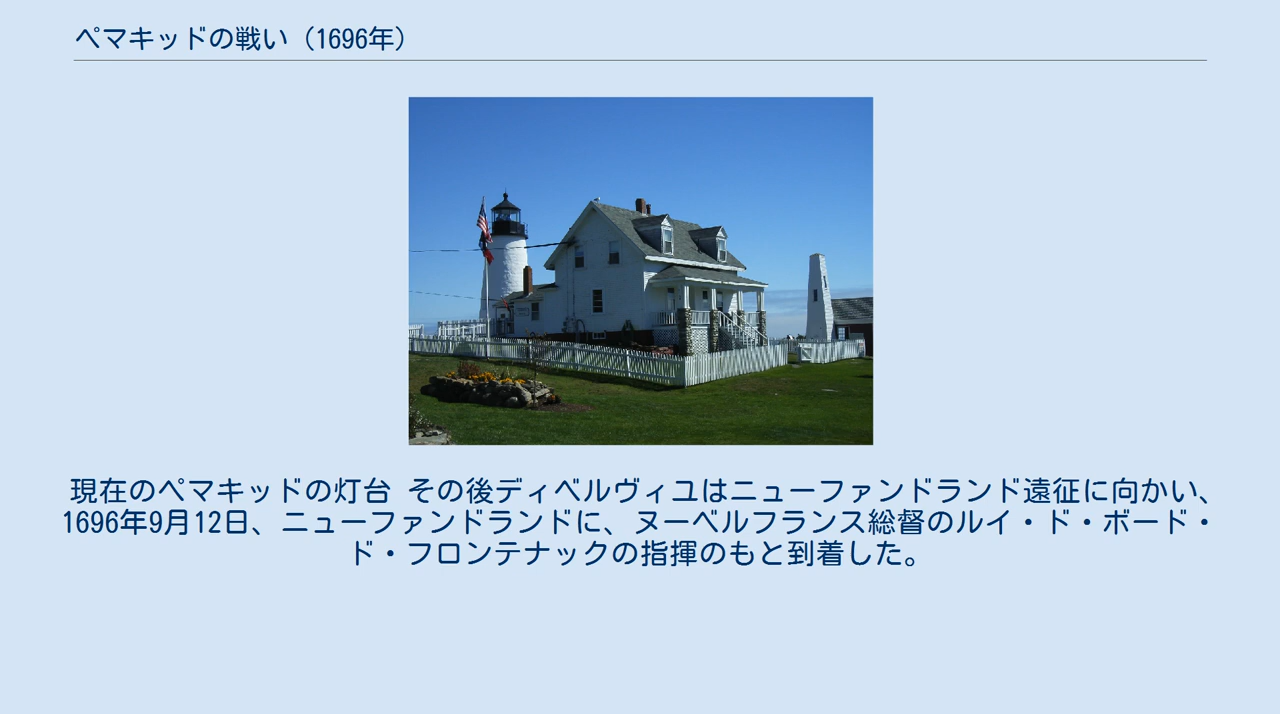 ペマキッドの戦い（1696年）
現在のペマキッドの灯台 その後ディベルヴィユはニューファンドランド遠征に向かい、
1696年9月12日、ニューファンドランドに、ヌーベルフランス総督のルイ・ド・ボード・
ド・フロンテナックの指揮のもと到着した。